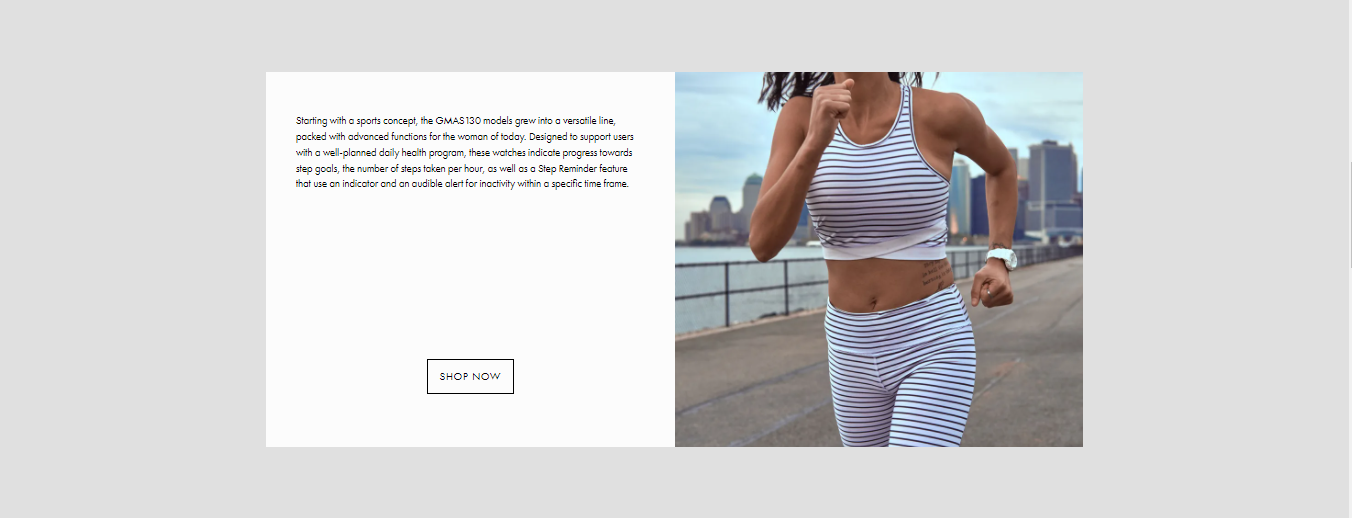 Starting with a sports concept, the GMAS130 models grew into a versatile line,
packed with advanced functions for the woman of today. Designed to support users
with a well-planned daily health program, these watches indicate progress towards
step goals, the number of steps taken per hour, as well as a Step Reminder feature
that use an indicator and an audible alert for inactivity within a specific time frame.
SHOP NOW